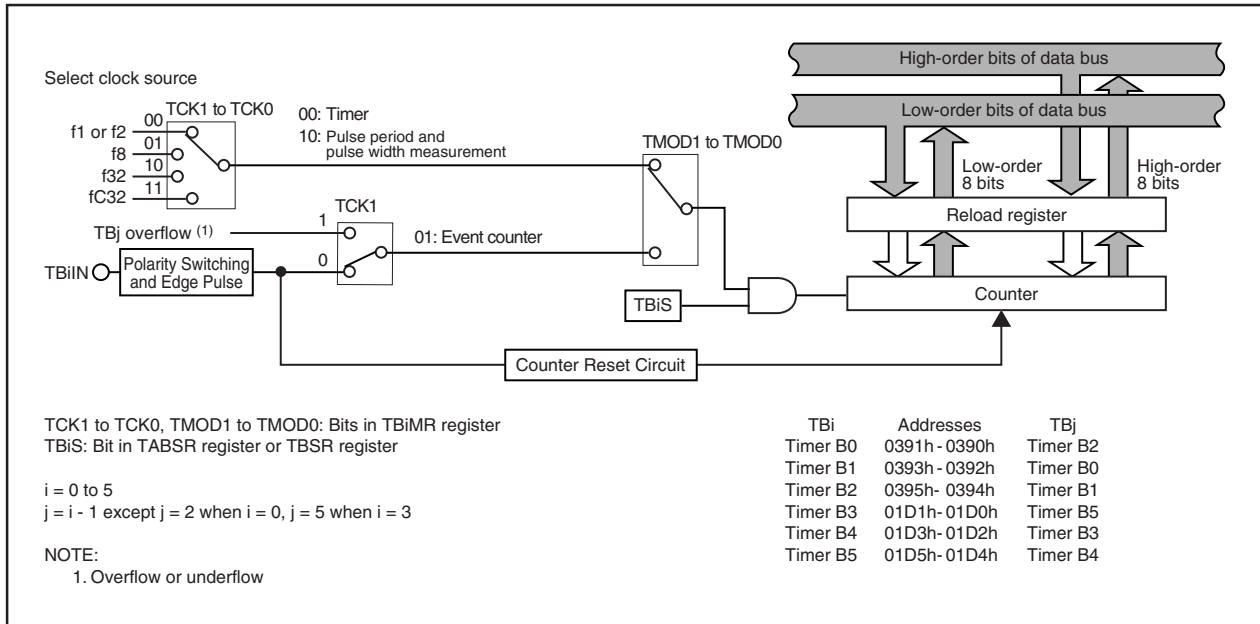 Select clock source
TCK1 to TCK0
00
f1 or f2
01
f8
10
f32
11
fC32
00: Timer
10: Pulse period and
pulse width measurement
TMOD1 to TMOD0
TCK1
1
TBj overflow (1)
0
01: Event counter
TBiIN
Polarity Switching
and Edge Pulse
TBiS
Counter Reset Circuit
High-order bits of data bus
Low-order bits of data bus
Low-order
8 bits
High-order
8 bits
Reload register
Counter
TCK1 to TCK0, TMOD1 to TMOD0: Bits in TBiMR register
TBiS: Bit in TABSR register or TBSR register
i = 0 to 5
j = i - 1 except j = 2 when i = 0, j = 5 when i = 3
NOTE:
1. Overflow or underflow
TBi Addresses TBj
Timer B0 0391h - 0390h Timer B2
Timer B1 0393h - 0392h Timer B0
Timer B2 0395h- 0394h Timer B1
Timer B3 01D1h - 01D0h Timer B5
Timer B4 01D3h - 01D2h Timer B3
Timer B5 01D5h - 01D4h Timer B4